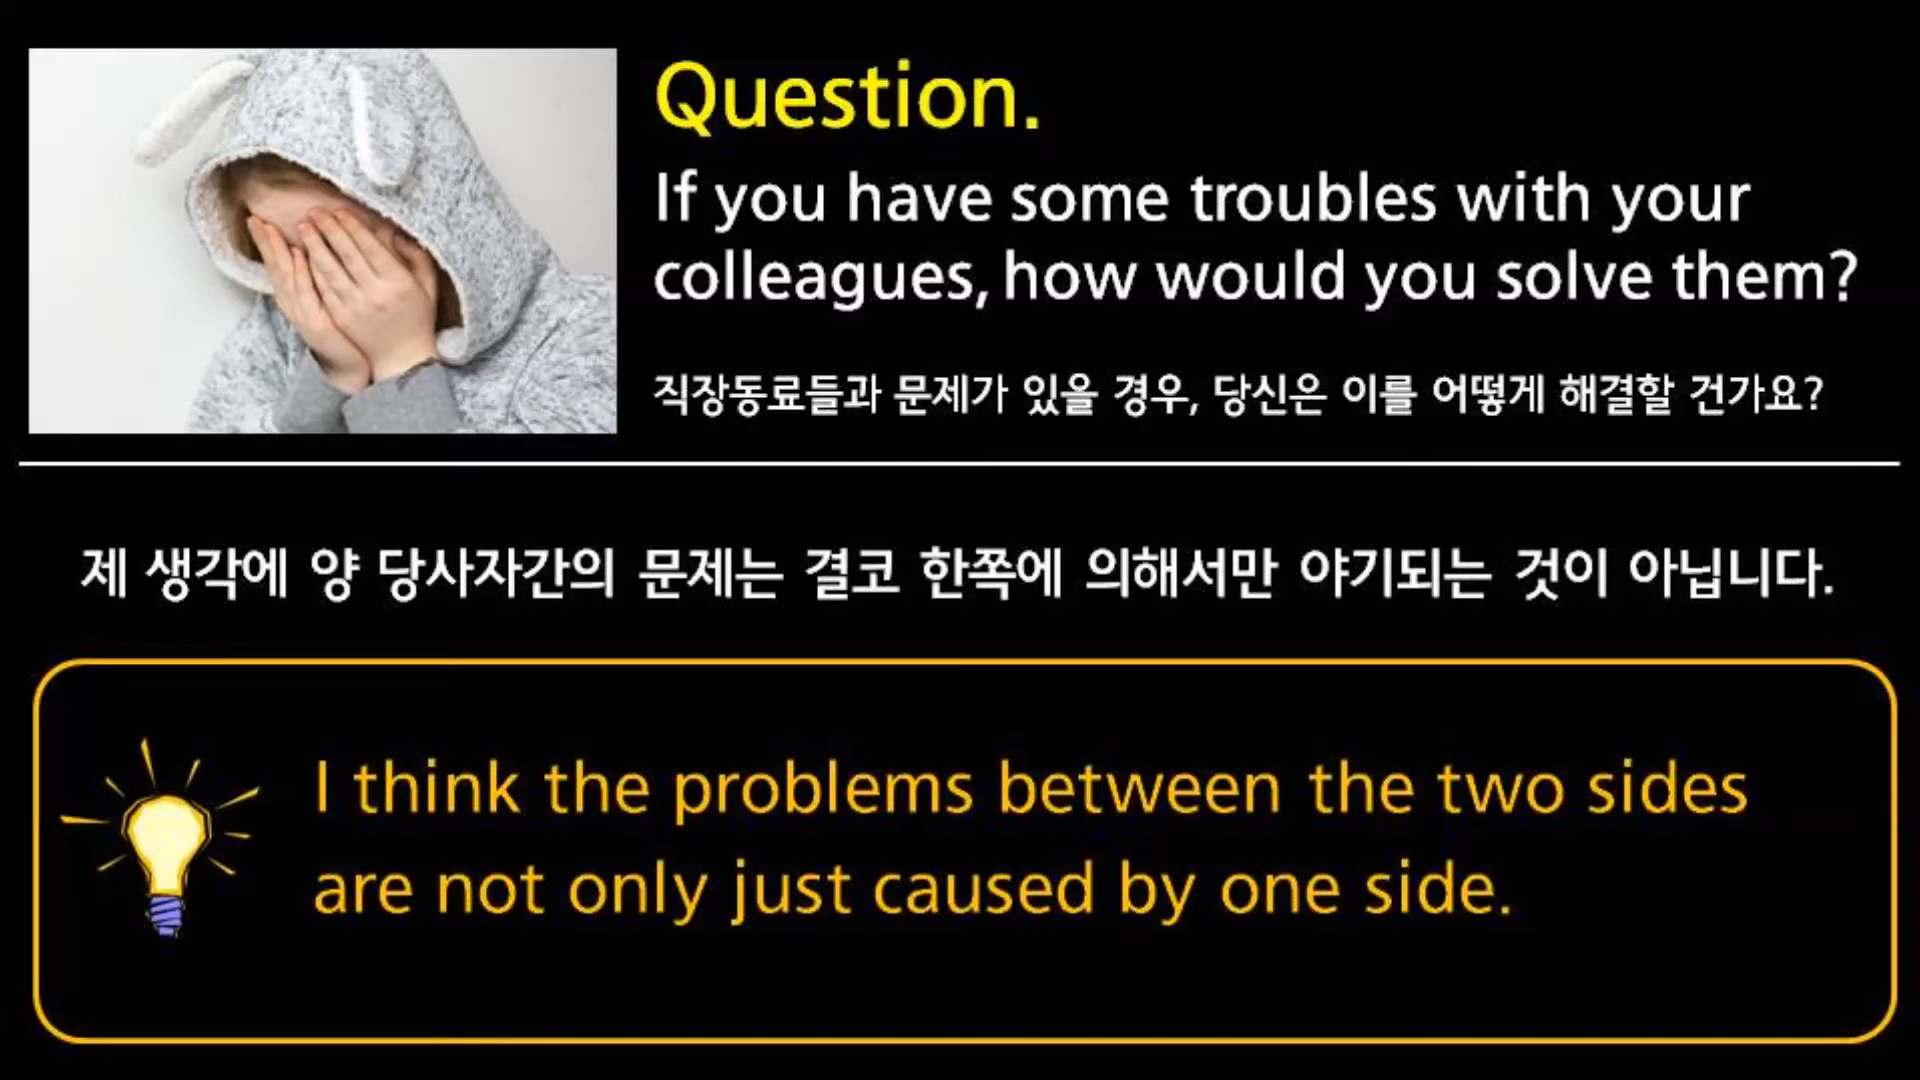 Question.
If you have some troubles with your
colleagues, how would you solve them?
직장동료들과 문제가 있을 경우, 당신은 이를 어떻게 해결할 건가요?
제 생각에 양 당사자간의 문제는 결코 한쪽에 의해서만 야기되는 것이 아닙니다.
I think the problems between the two sides
are not only just caused by one side.